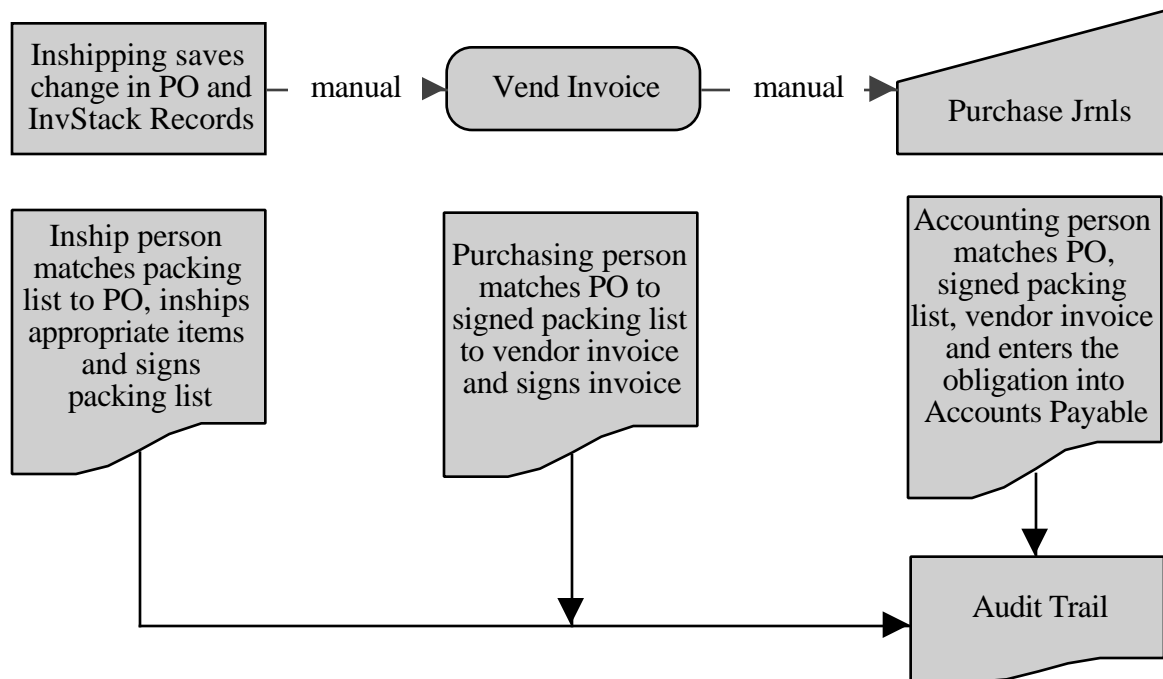 Inshipping saves
change in PO and
InvStack Records
manual
Vend Invoice
manual
Purchase Jrnls
Inship person
matches packing
list to PO, inships
appropriate items
and signs
packing list
Purchasing person
matches PO to
signed packing list
to vendor invoice
and signs invoice
Accounting person
matches PO,
signed packing
list, vendor invoice
and enters the
obligation into
Accounts Payable
Audit Trail